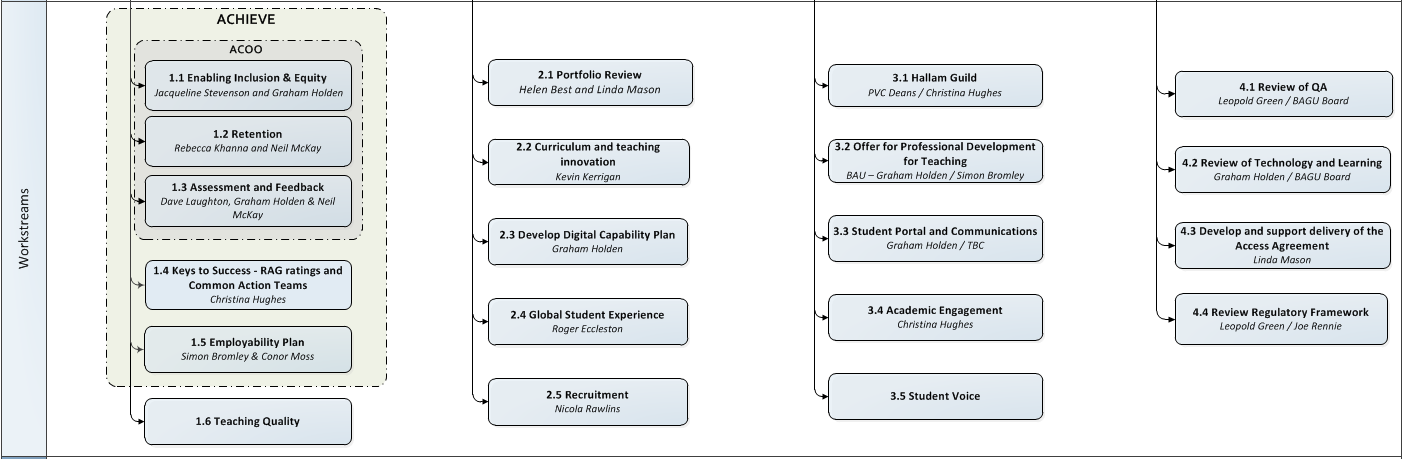 Workstreams
ACHIEVE
ACOO
1.1 Enabling Inclusion & Equity
Jacqueline Stevenson and Graham Holden
1.2 Retention
Rebecca Khanna and Neil McKay
1.3 Assessment and Feedback
Dave Laughton, Graham Holden & Neil
McKay
1.4 Keys to Success - RAG ratings and
Common Action Teams
Christina Hughes
1.5 Employability Plan
Simon Bromley & Conor Moss
1.6 Teaching Quality
2.1 Portfolio Review
Helen Best and Linda Mason
2.2 Curriculum and teaching
innovation
Kevin Kerrigan
2.3 Develop Digital Capability Plan
Graham Holden
2.4 Global Student Experience
Roger Eccleston
2.5 Recruitment
Nicola Rawlins
3.1 Hallam Guild
PVC Deans / Christina Hughes
3.2 Offer for Professional Development
for Teaching
BAU – Graham Holden / Simon Bromley
3.3 Student Portal and Communications
Graham Holden / TBC
3.4 Academic Engagement
Christina Hughes
3.5 Student Voice
4.1 Review of QA
Leopold Green / BAGU Board
4.2 Review of Technology and Learning
Graham Holden / BAGU Board
4.3 Develop and support delivery of the
Access Agreement
Linda Mason
4.4 Review Regulatory Framework
Leopold Green / Joe Rennie